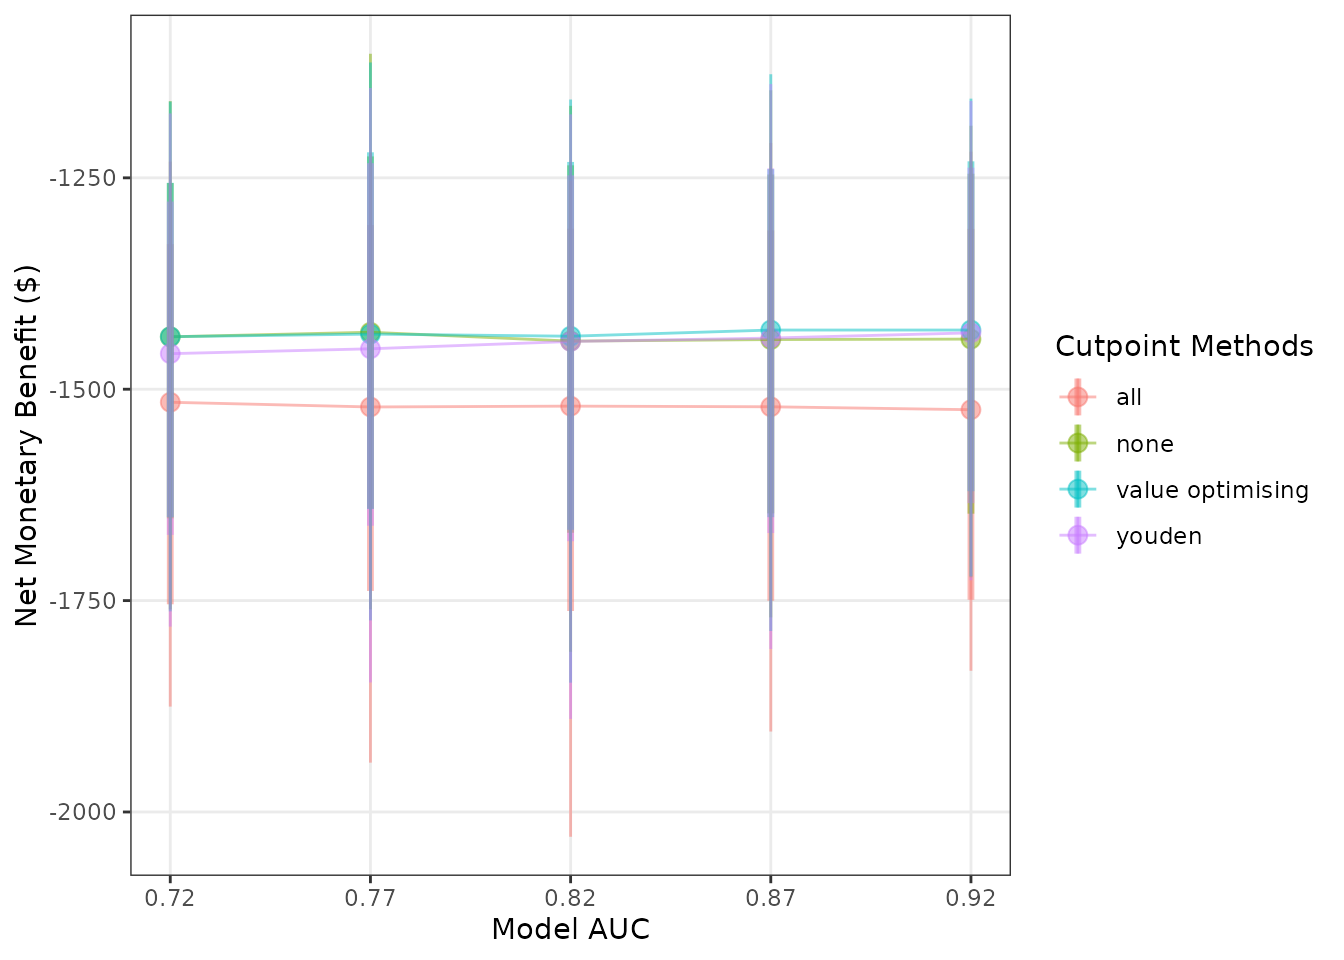 Net Monetary Benefit ($)
-1250
-1500
-1750
-2000
0.72 0.77 0.82 0.87 0.92
Model AUC
Cutpoint Methods
all
none
value optimising
youden